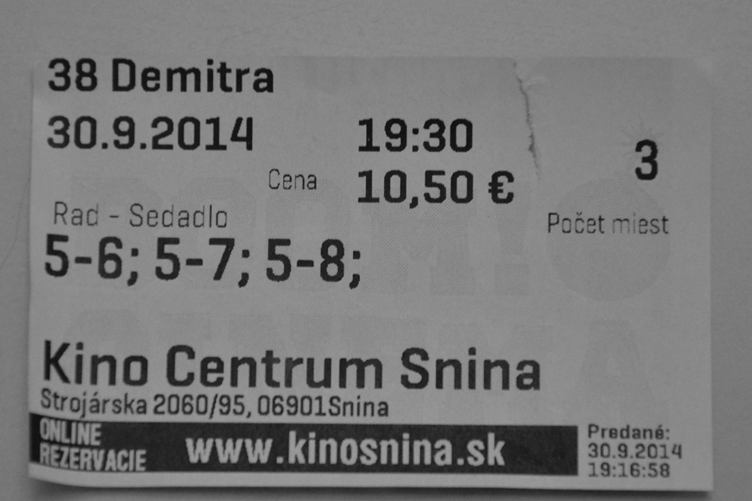 38 Demitra
30.9.2014 19:30
Cena 10,50 €
3
Počet miest
Rad - Sedadlo
5-6; 5-7; 5-8;
Kino Centrum Snina
Strojárska 2060/95, 06901Snina
ONLINE
REZERVACIE
www.kinosnina.sk
Predané:
30.9.2014
19:16:58